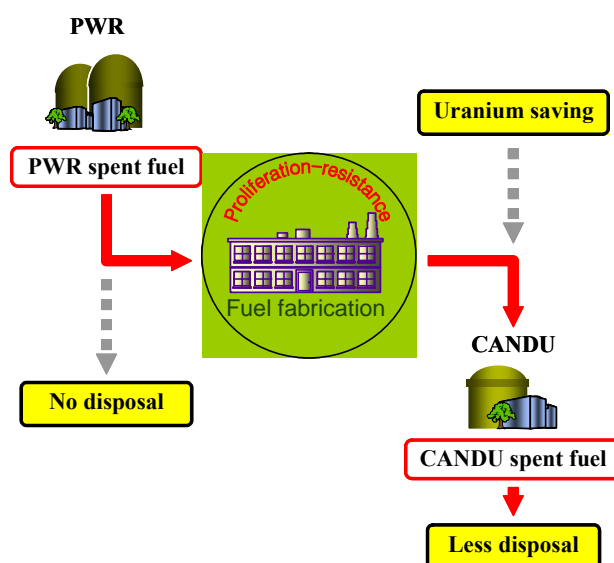 PWR
Uranium saving
PWR spent fuel
Proliferation-resistance
Fuel fabrication
CANDU
No disposal
CANDU spent fuel
Less disposal